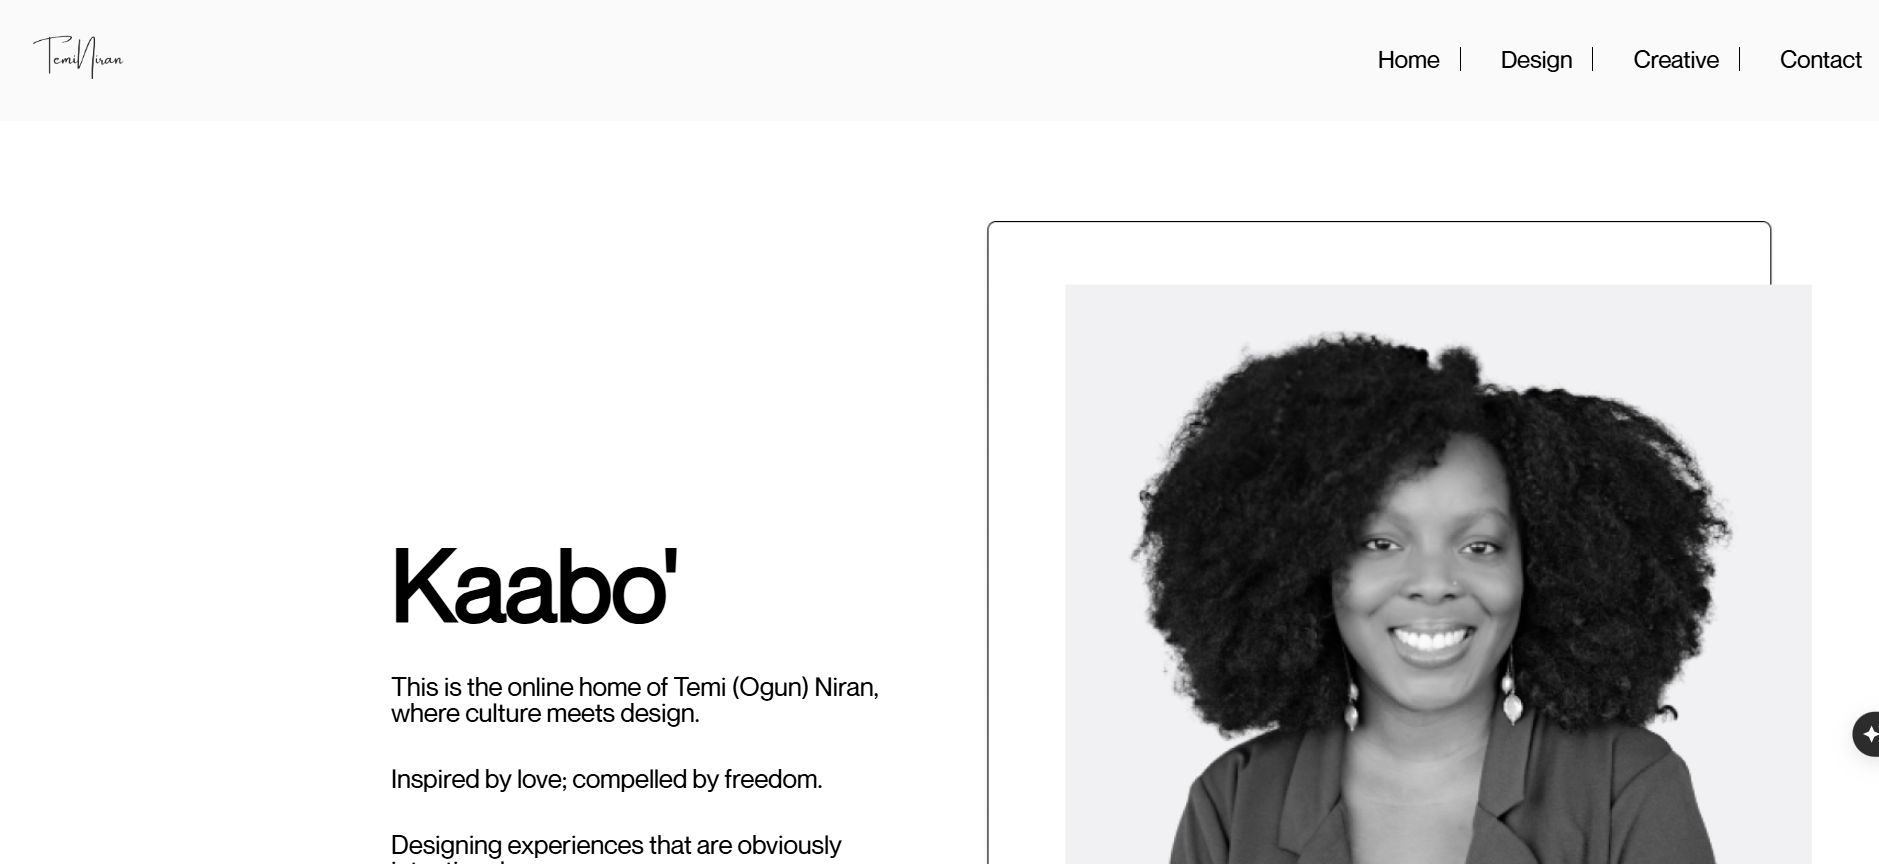 TemiNiran
Home
Design
Creative
Contact
Kaabo'
This is the online home of Temi (Ogun) Niran,
where culture meets design.
Inspired by love; compelled by freedom.
Designing experiences that are obviously